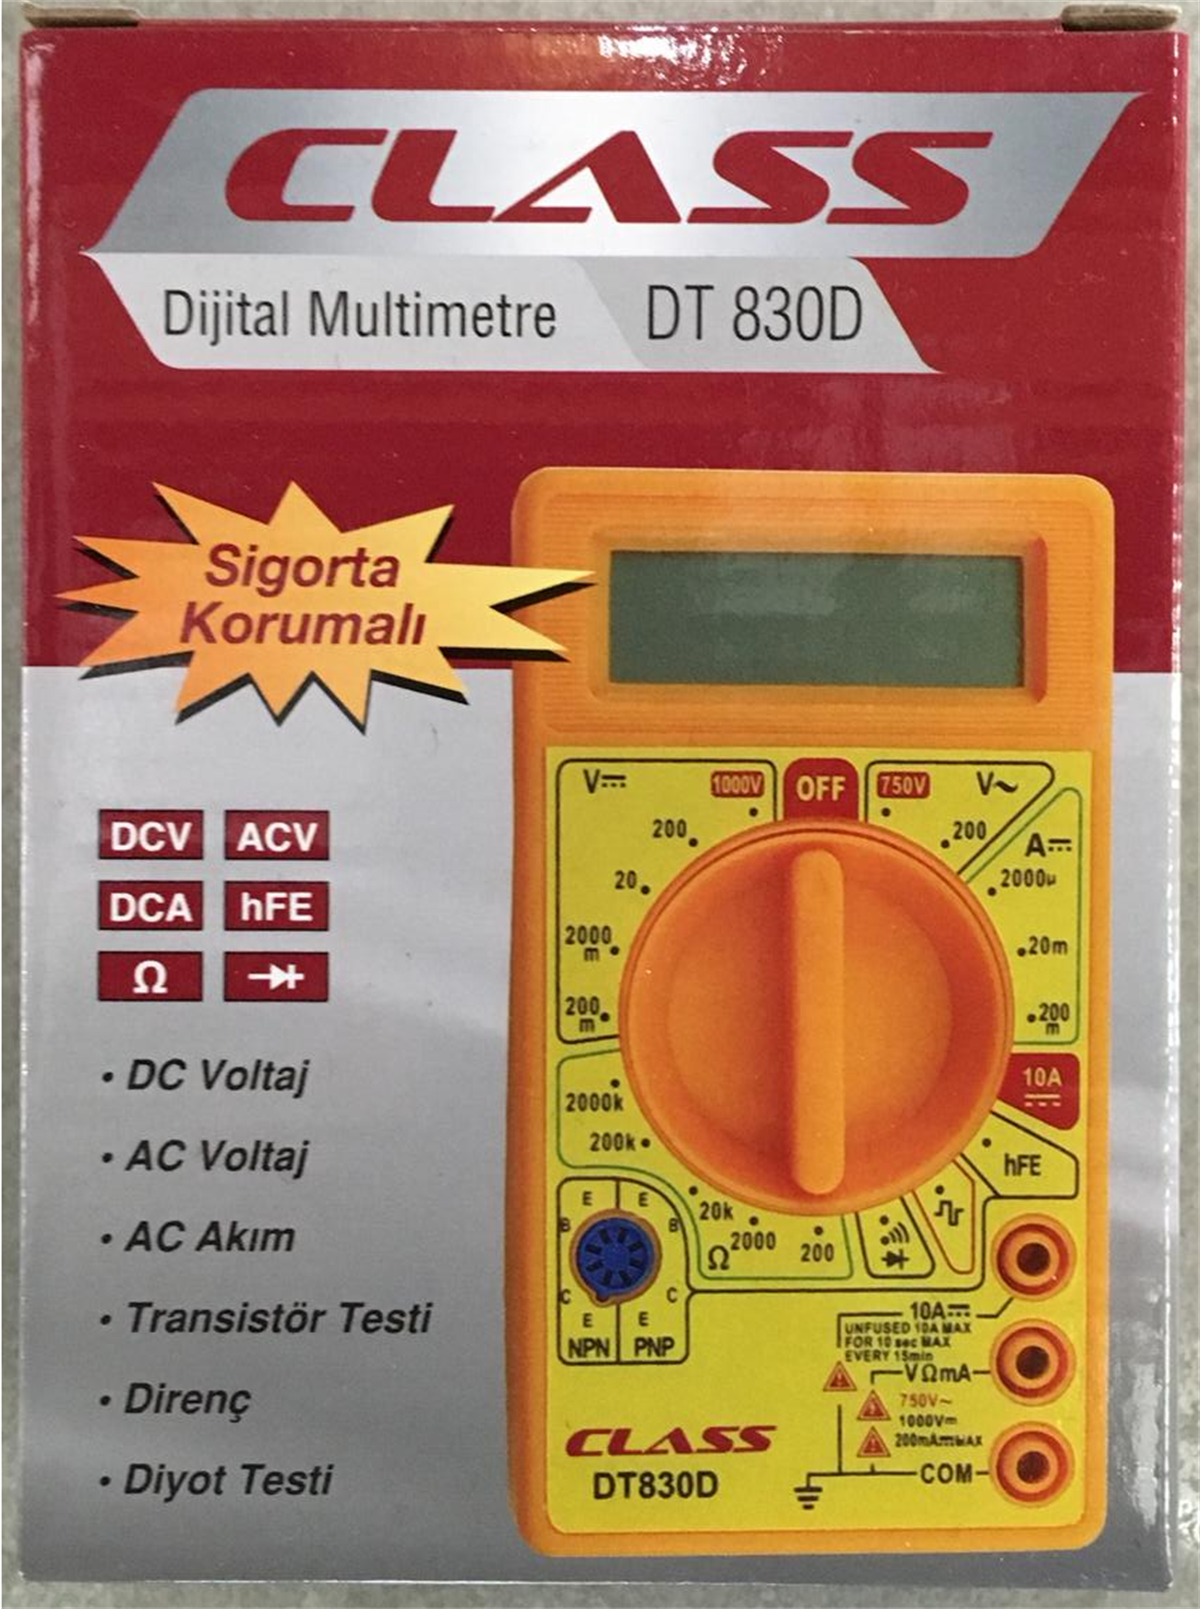 CLASS
Dijital Multimetre DT 830D
Sigorta
Korumalı
DCV ACV
DCA hFE
Ω
• DC Voltaj
• AC Voltaj
• AC Akım
• Transistör Testi
• Direnç
• Diyot Testi
V⎓ 1000V OFF 750V V~
200 200 A⎓
20 2000µ
2000m 20m
200m 200m
2000k 10A
200k hFE
20k
Ω 2000 200
E E
B B
C C
E E
NPN PNP
10A⎓
UNFUSED 10A MAX
FOR 10 sec MAX
EVERY 15min
VΩmA
750V~
1000V⎓
200mA⎓MAX
COM
CLASS
DT830D